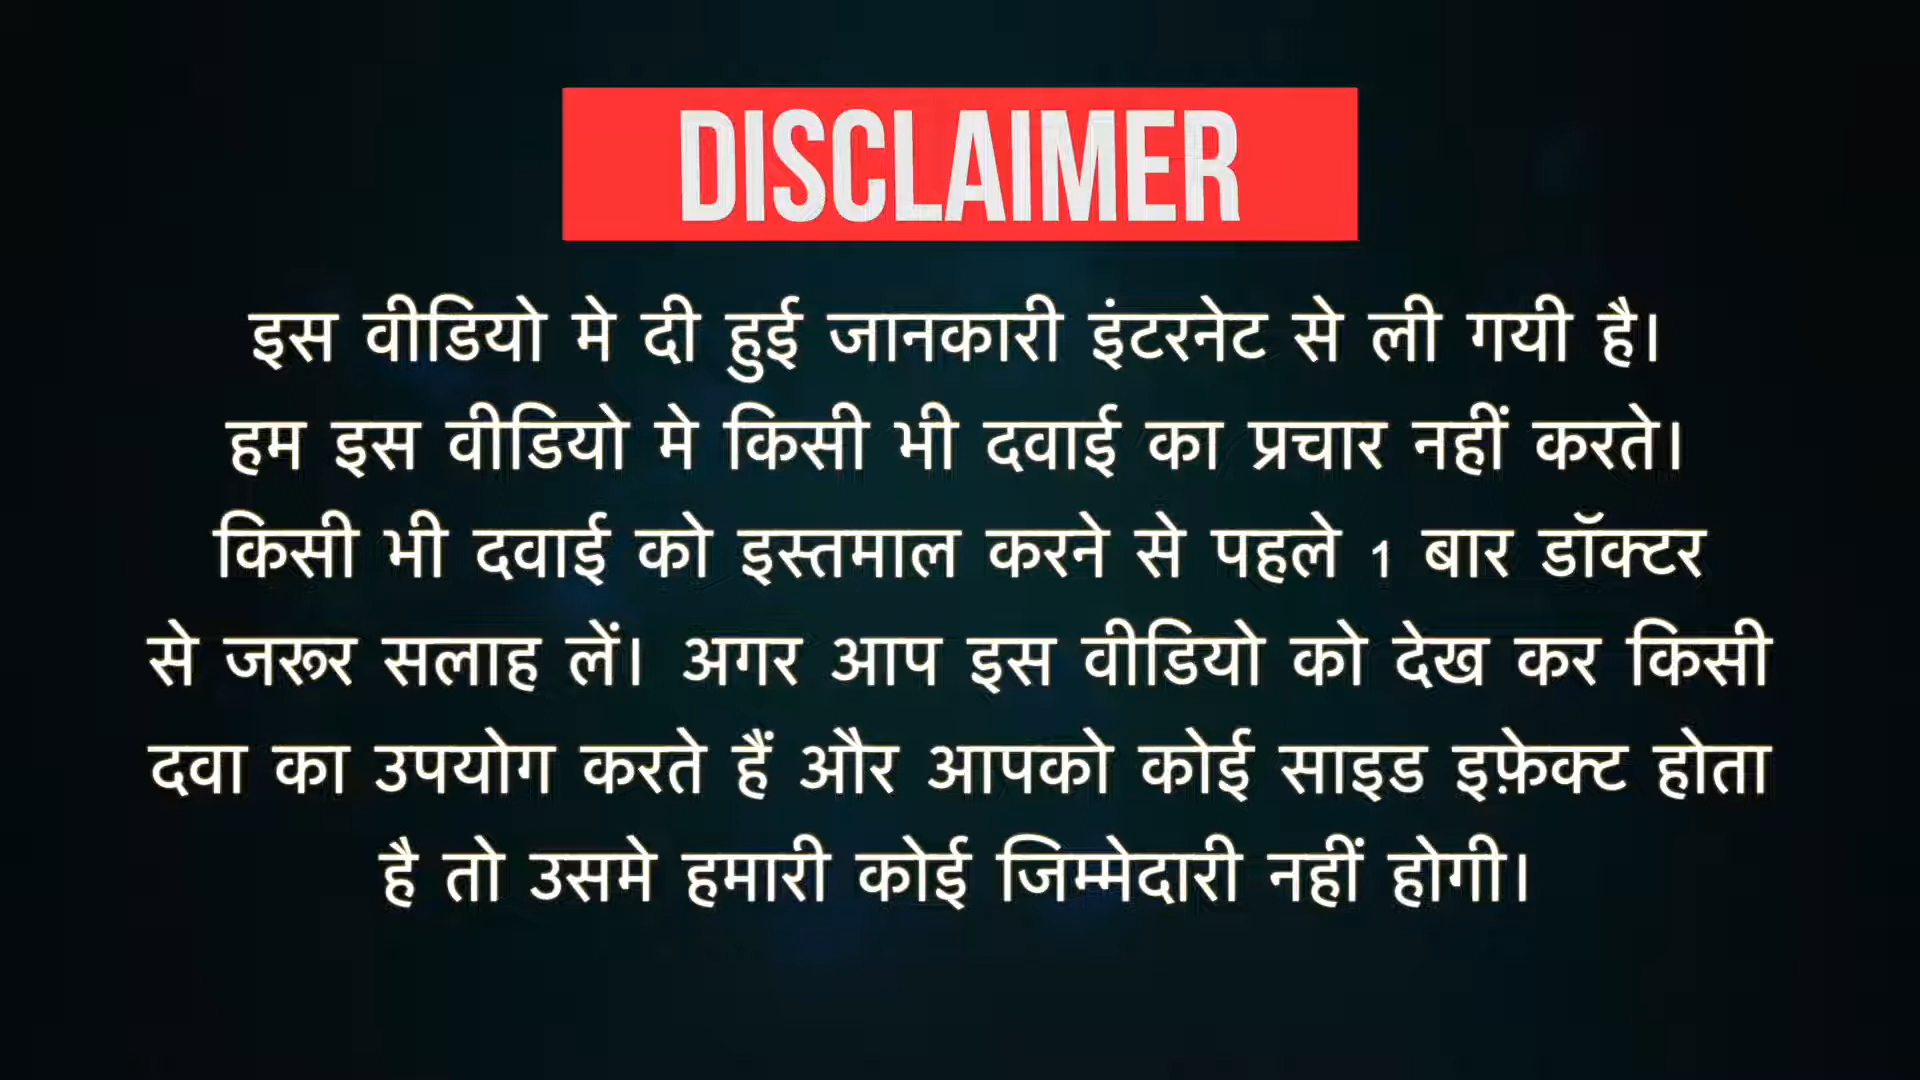 DISCLAIMER
इस वीडियो मे दी हुई जानकारी इंटरनेट से ली गयी है।
हम इस वीडियो मे किसी भी दवाई का प्रचार नहीं करते।
किसी भी दवाई को इस्तमाल करने से पहले 1 बार डॉक्टर
से जरूर सलाह लें। अगर आप इस वीडियो को देख कर किसी
दवा का उपयोग करते हैं और आपको कोई साइड इफ़ेक्ट होता
है तो उसमे हमारी कोई जिम्मेदारी नहीं होगी।